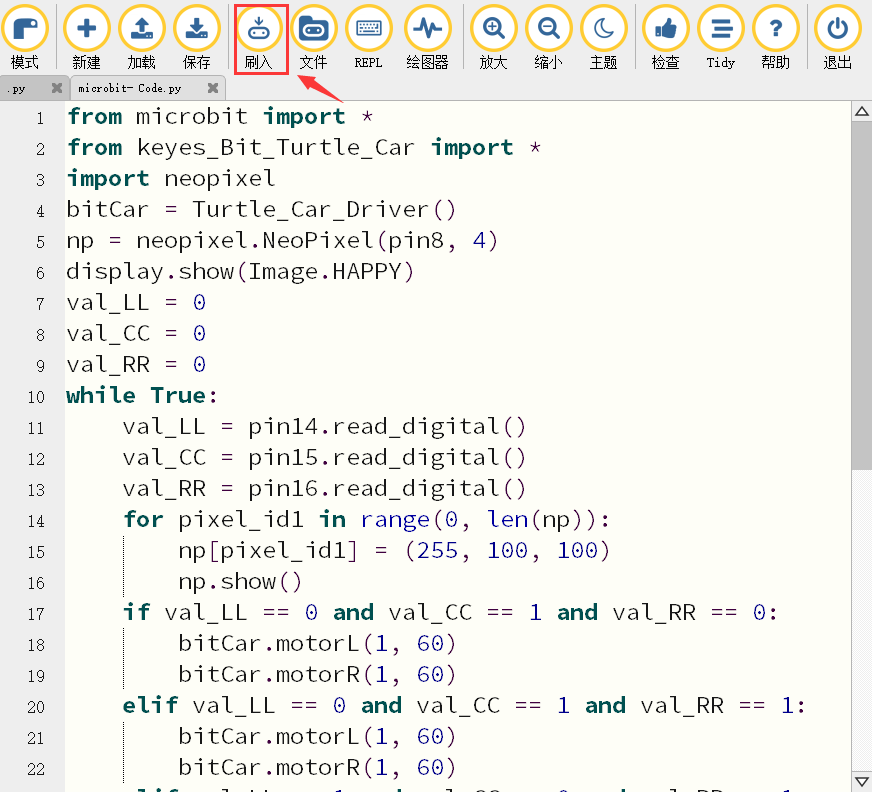 模式 新建 加载 保存 刷入 文件 REPL 绘图器 放大 缩小 主题 检查 Tidy 帮助 退出
.py microbit- Code.py
1 from microbit import *
2 from keyes_Bit_Turtle_Car import *
3 import neopixel
4 bitCar = Turtle_Car_Driver()
5 np = neopixel.NeoPixel(pin8, 4)
6 display.show(Image.HAPPY)
7 val_LL = 0
8 val_CC = 0
9 val_RR = 0
10 while True:
11 val_LL = pin14.read_digital()
12 val_CC = pin15.read_digital()
13 val_RR = pin16.read_digital()
14 for pixel_id1 in range(0, len(np)):
15 np[pixel_id1] = (255, 100, 100)
16 np.show()
17 if val_LL == 0 and val_CC == 1 and val_RR == 0:
18 bitCar.motorL(1, 60)
19 bitCar.motorR(1, 60)
20 elif val_LL == 0 and val_CC == 1 and val_RR == 1:
21 bitCar.motorL(1, 60)
22 bitCar.motorR(1, 60)